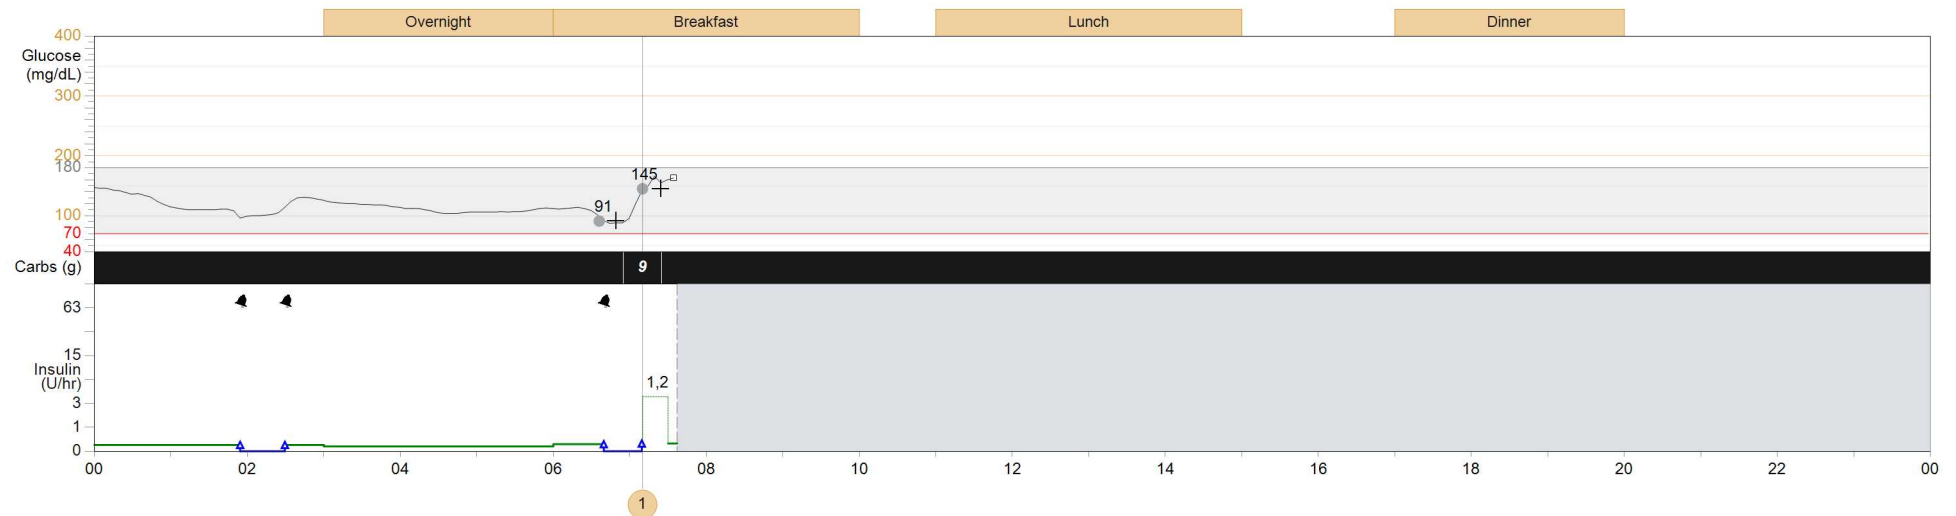 Overnight
Breakfast
Lunch
Dinner
400
Glucose
(mg/dL)
300
200
180
100
70
40
145
91
Carbs (g)
9
63
15
Insulin
(U/hr)
3
1
0
1,2
00 02 04 06 08 10 12 14 16 18 20 22 00
1